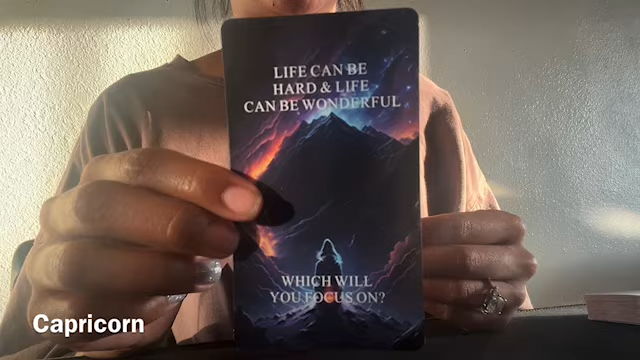 LIFE CAN BE
HARD & LIFE
CAN BE WONDERFUL
WHICH WILL
YOU FOCUS ON?
Capricorn